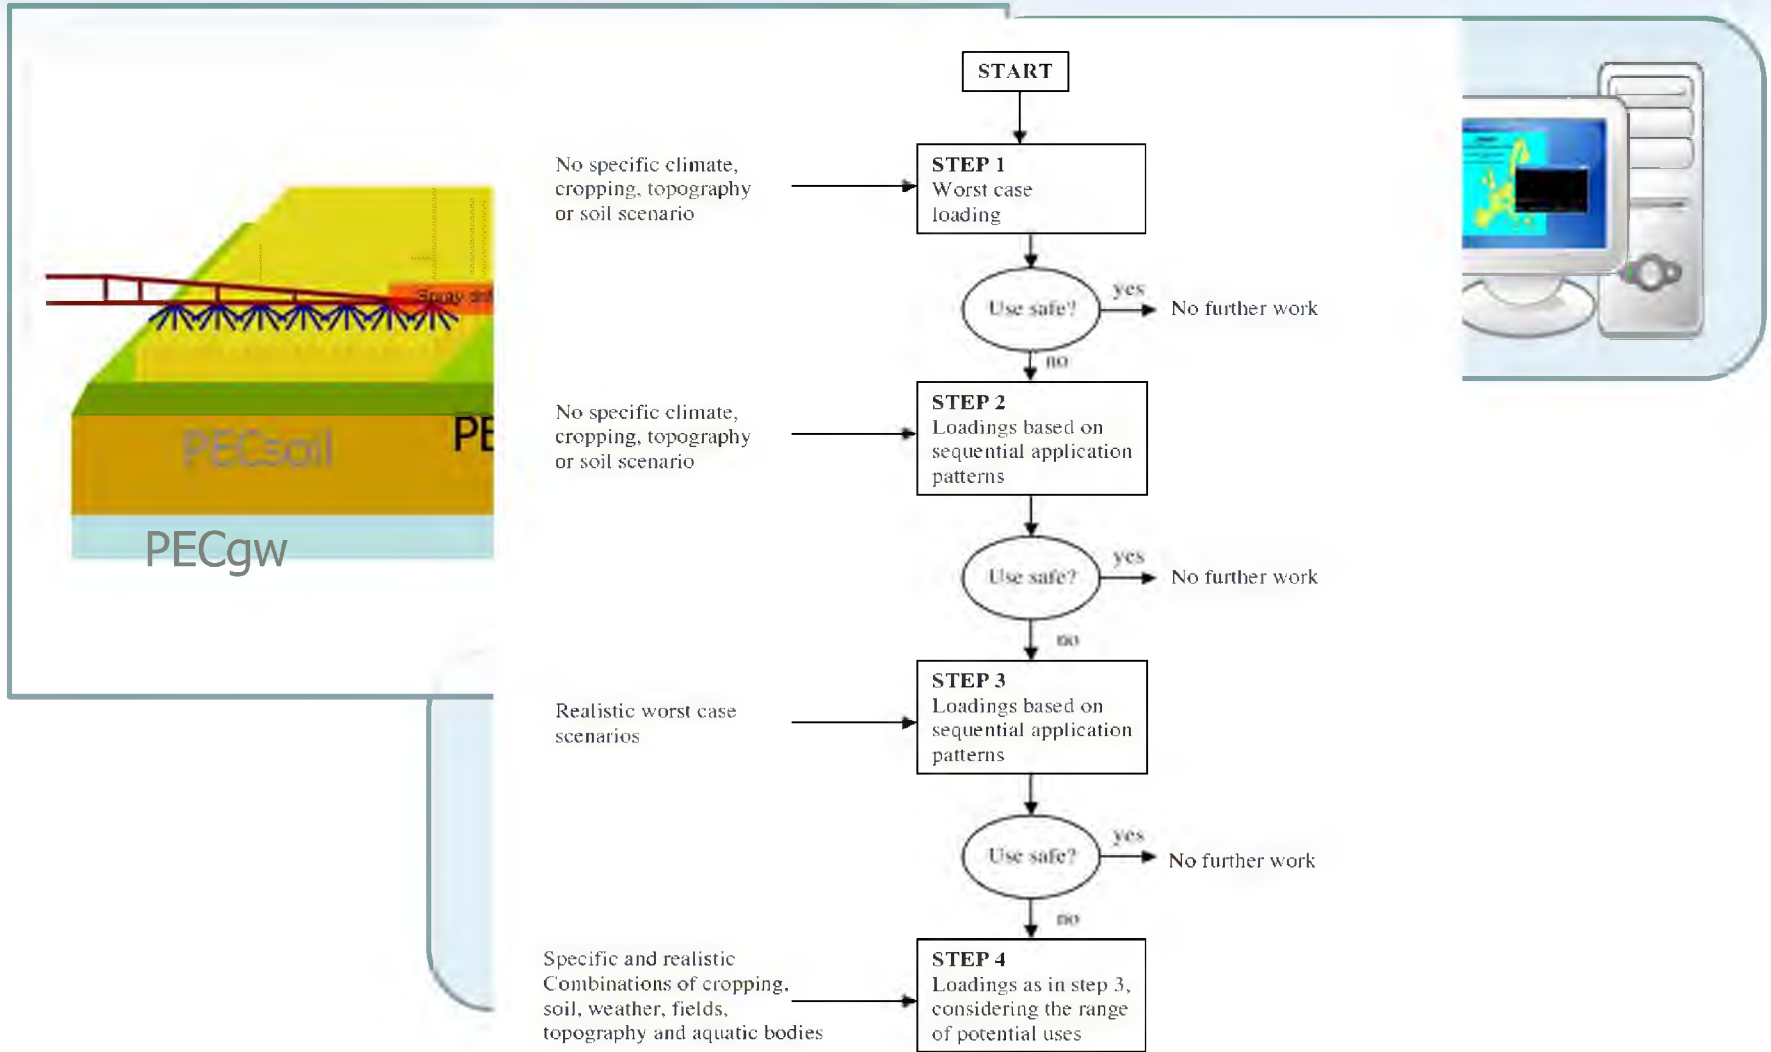 START
No specific climate,
cropping, topography
or soil scenario
STEP 1
Worst case
loading
Use safe?
yes
No further work
no
No specific climate,
cropping, topography
or soil scenario
STEP 2
Loadings based on
sequential application
patterns
Use safe?
yes
No further work
no
Realistic worst case
scenarios
STEP 3
Loadings based on
sequential application
patterns
Use safe?
yes
No further work
no
Specific and realistic
Combinations of cropping,
soil, weather, fields,
topography and aquatic bodies
STEP 4
Loadings as in step 3,
considering the range
of potential uses
Spray
PECsoil
PE
PECgw